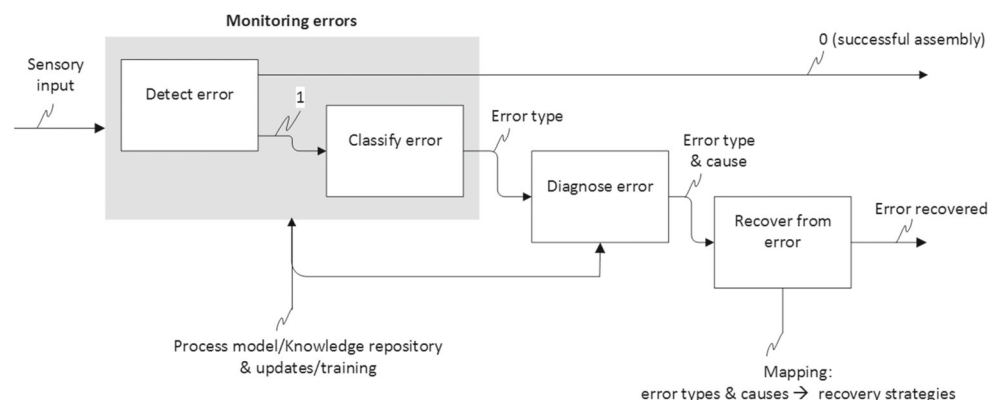 Monitoring errors
0 (successful assembly)
Sensory
input
Detect error
1
Classify error
Error type
Diagnose error
Error type
& cause
Recover from
error
Error recovered
Process model/Knowledge repository
& updates/training
Mapping:
error types & causes → recovery strategies